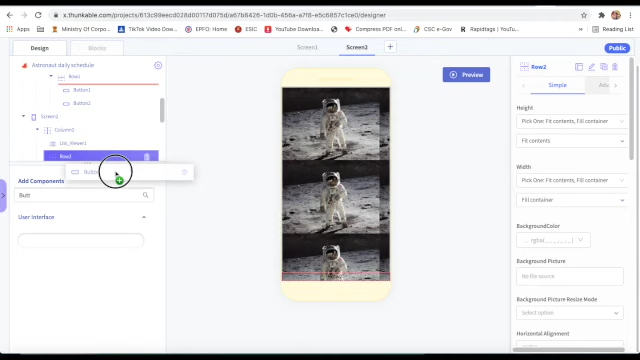 x.thunkable.com/projects/613c99eecd028d00117d075d/a67b8426-1d0b-456a-a7f8-e5c6857c1ce0/designer
Apps
Ministry Of Corpo...
TikTok Video Dow...
EPFO: Home
ESIC
YouTube Downloa...
Compress PDF onl...
CSC e-Gov
Rapidtags | YouTu...
Reading List
Design
Blocks
Screen1
Screen2
Public
Astronaut daily schedule
Row1
Button1
Button2
Screen2
Column2
List_Viewer1
Row2
Button
Add Components
Butt
User Interface
Preview
Row2
Simple
Height
Pick One: Fit contents, Fill container
Fit contents
Width
Pick One: Fit contents, Fill container
Fill container
BackgroundColor
rgba(_,_,_,_)
Background Picture
No file source
Background Picture Resize Mode
Select option
Horizontal Alignment